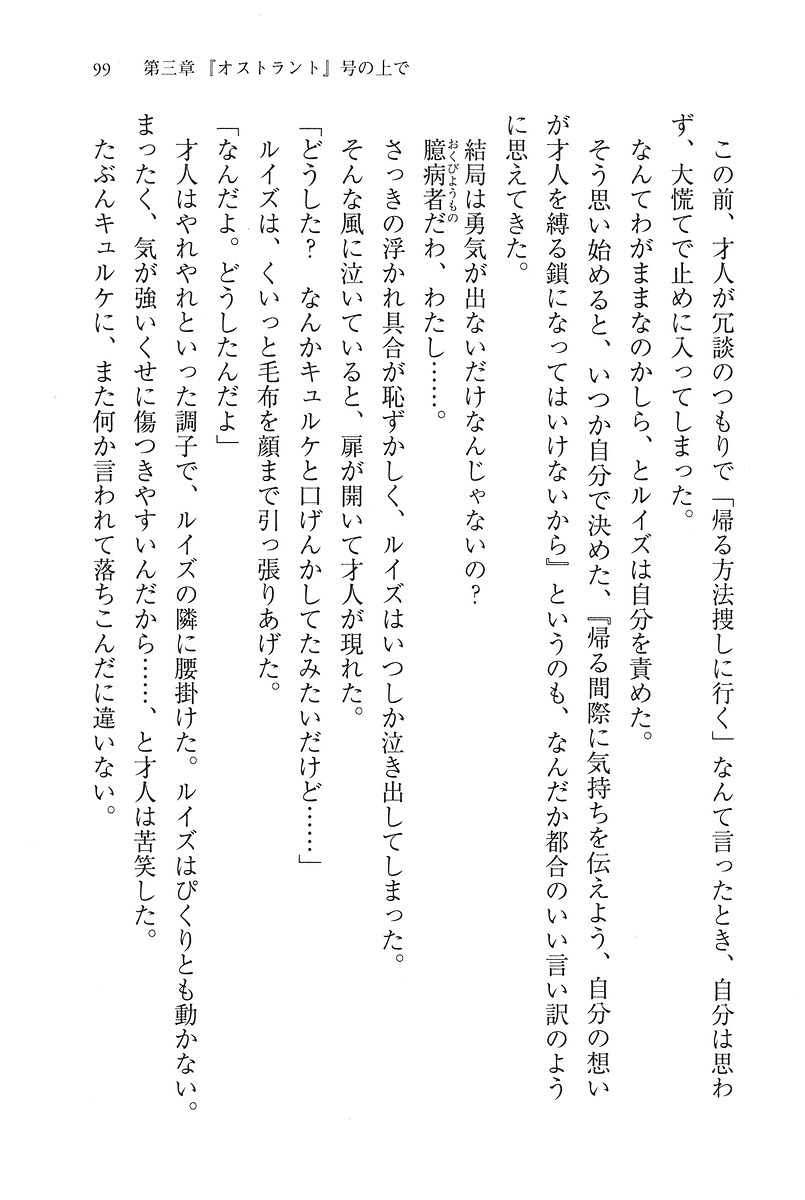 99　第三章『オストラント』号の上で
　この前、才人が冗談のつもりで「帰る方法捜しに行く」なんて言ったとき、自分は思わ
ず、大慌てで止めに入ってしまった。
　なんてわがままなのかしら、とルイズは自分を責めた。
　そう思い始めると、いつか自分で決めた、『帰る間際に気持ちを伝えよう、自分の想い
が才人を縛る鎖になってはいけないから』というのも、なんだか都合のいい言い訳のよう
に思えてきた。
　結局は勇気が出ないだけなんじゃないの？
　臆病者だわ、わたし……。
おくびょうもの
　さっきの浮かれ具合が恥ずかしく、ルイズはいつしか泣き出してしまった。
　そんな風に泣いていると、扉が開いて才人が現れた。
「どうした？　なんかキュルケと口げんかしてたみたいだけど……」
　ルイズは、くいっと毛布を顔まで引っ張りあげた。
「なんだよ。どうしたんだよ」
　才人はやれやれといった調子で、ルイズの隣に腰掛けた。ルイズはぴくりとも動かない。
まったく、気が強いくせに傷つきやすいんだから……、と才人は苦笑した。
　たぶんキュルケに、また何か言われて落ちこんだに違いない。